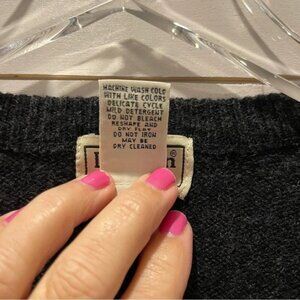 MACHINE WASH COLD
WITH LIKE COLORS
DELICATE CYCLE
MILD DETERGENT
DO NOT BLEACH
RESHAPE AND
DRY FLAT
DO NOT IRON
MAY BE
DRY CLEANED
®